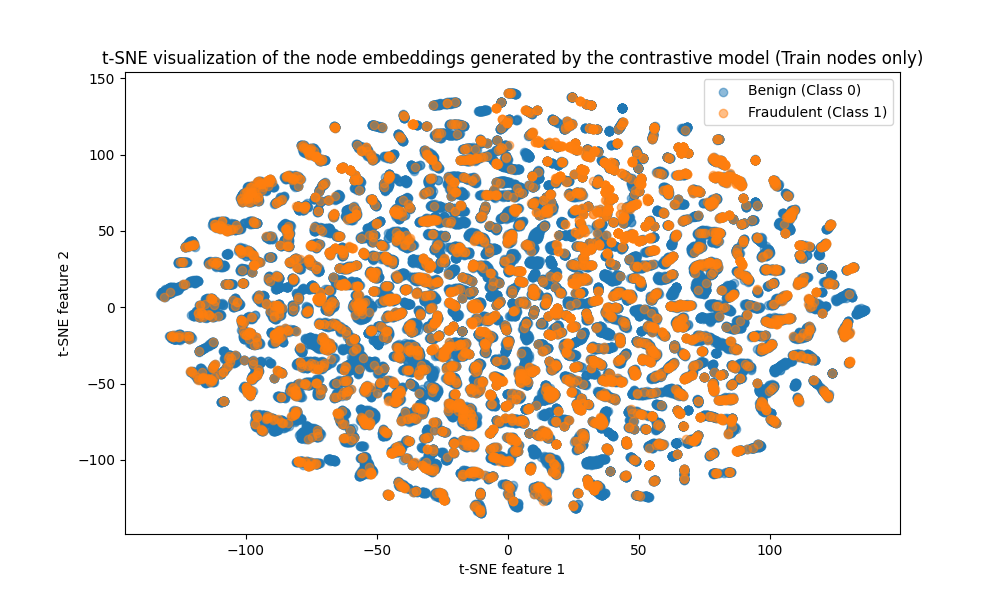 t-SNE visualization of the node embeddings generated by the contrastive model (Train nodes only)
Benign (Class 0)
Fraudulent (Class 1)
150
100
50
0
−50
−100
t-SNE feature 2
−100
−50
0
50
100
t-SNE feature 1